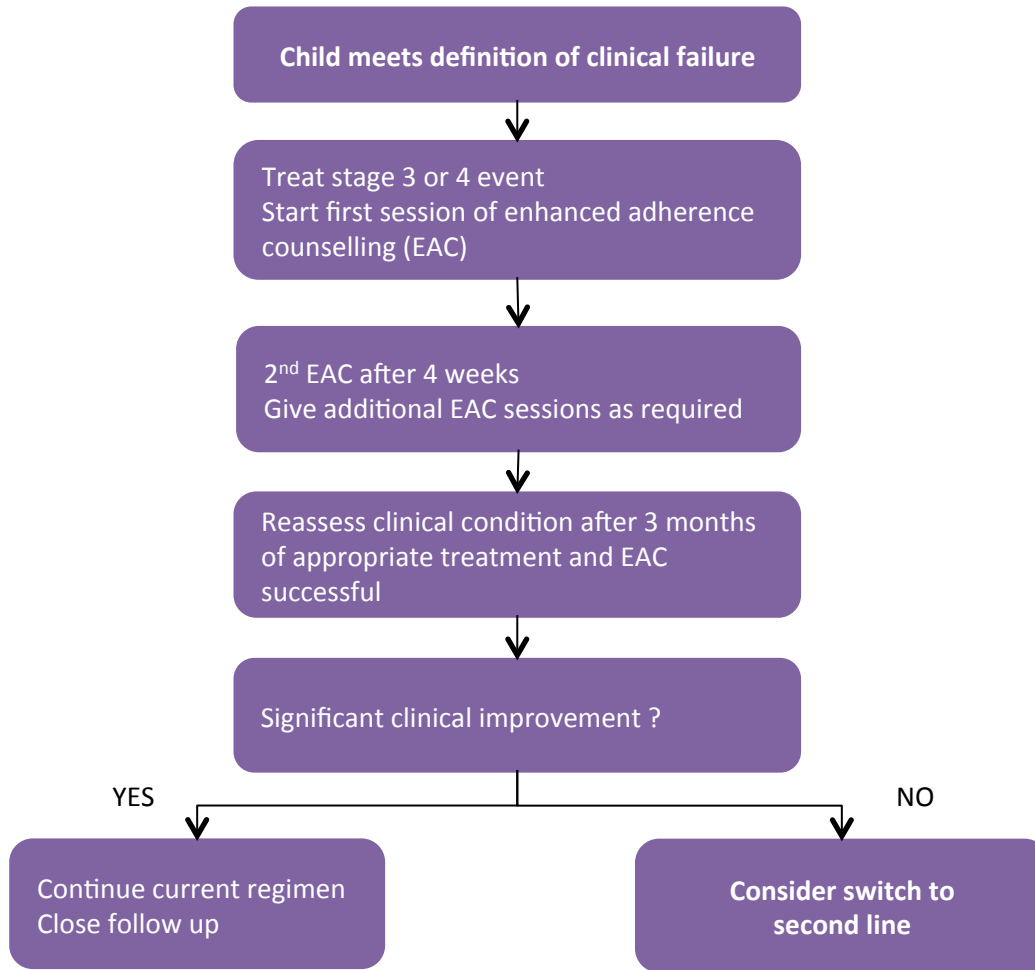 Child meets definition of clinical failure
Treat stage 3 or 4 event
Start first session of enhanced adherence
counselling (EAC)
2nd EAC after 4 weeks
Give additional EAC sessions as required
Reassess clinical condition after 3 months
of appropriate treatment and EAC
successful
Significant clinical improvement ?
YES
NO
Continue current regimen
Close follow up
Consider switch to
second line